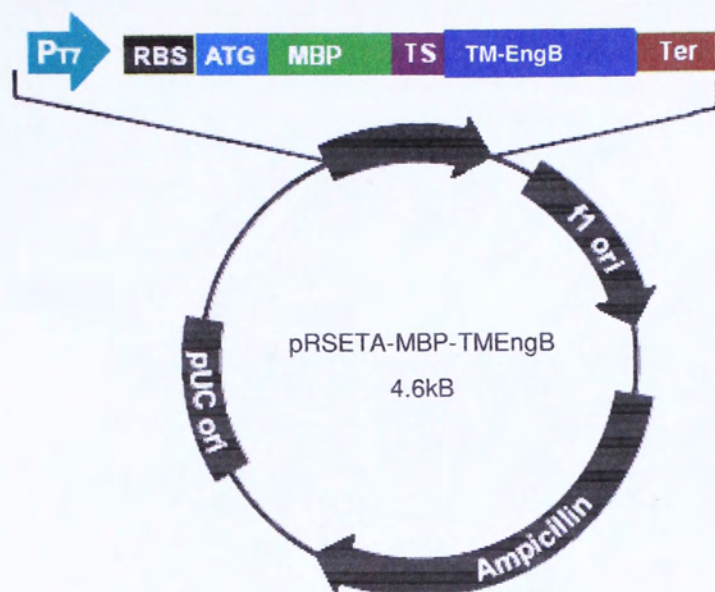 PT7 RBS ATG MBP TS TM-EngB Ter
f1 ori
pRSETA-MBP-TMEngB
4.6kB
pUC ori
Ampicillin